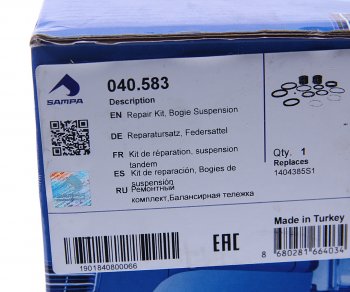 SAMPA
040.583
Description
EN Repair Kit, Bogie Suspension
DE Reparatursatz, Federsattel
FR Kit de réparation, suspension
tandem
ES Kit de reparación, Bogies de
suspensión
RU Ремонтный
комплект,Балансирная тележка
Qty. 1
Replaces
1404385S1
Made in Turkey
1901840800066
EAC
8 680281 664034